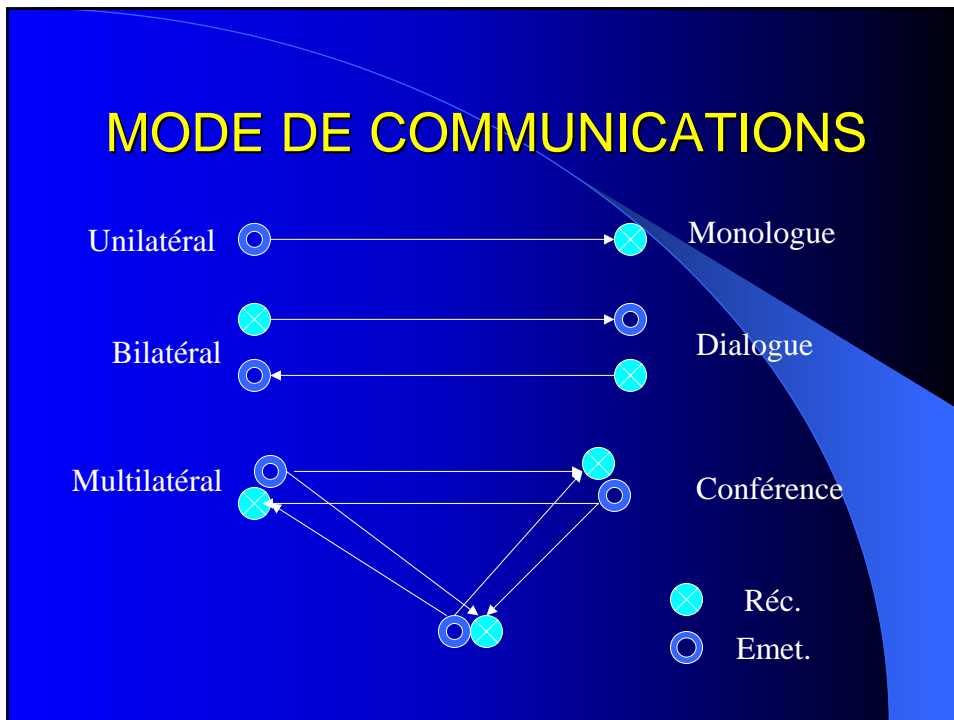 MODE DE COMMUNICATIONS
Unilatéral
Monologue
Bilatéral
Dialogue
Multilatéral
Conférence
Réc.
Emet.